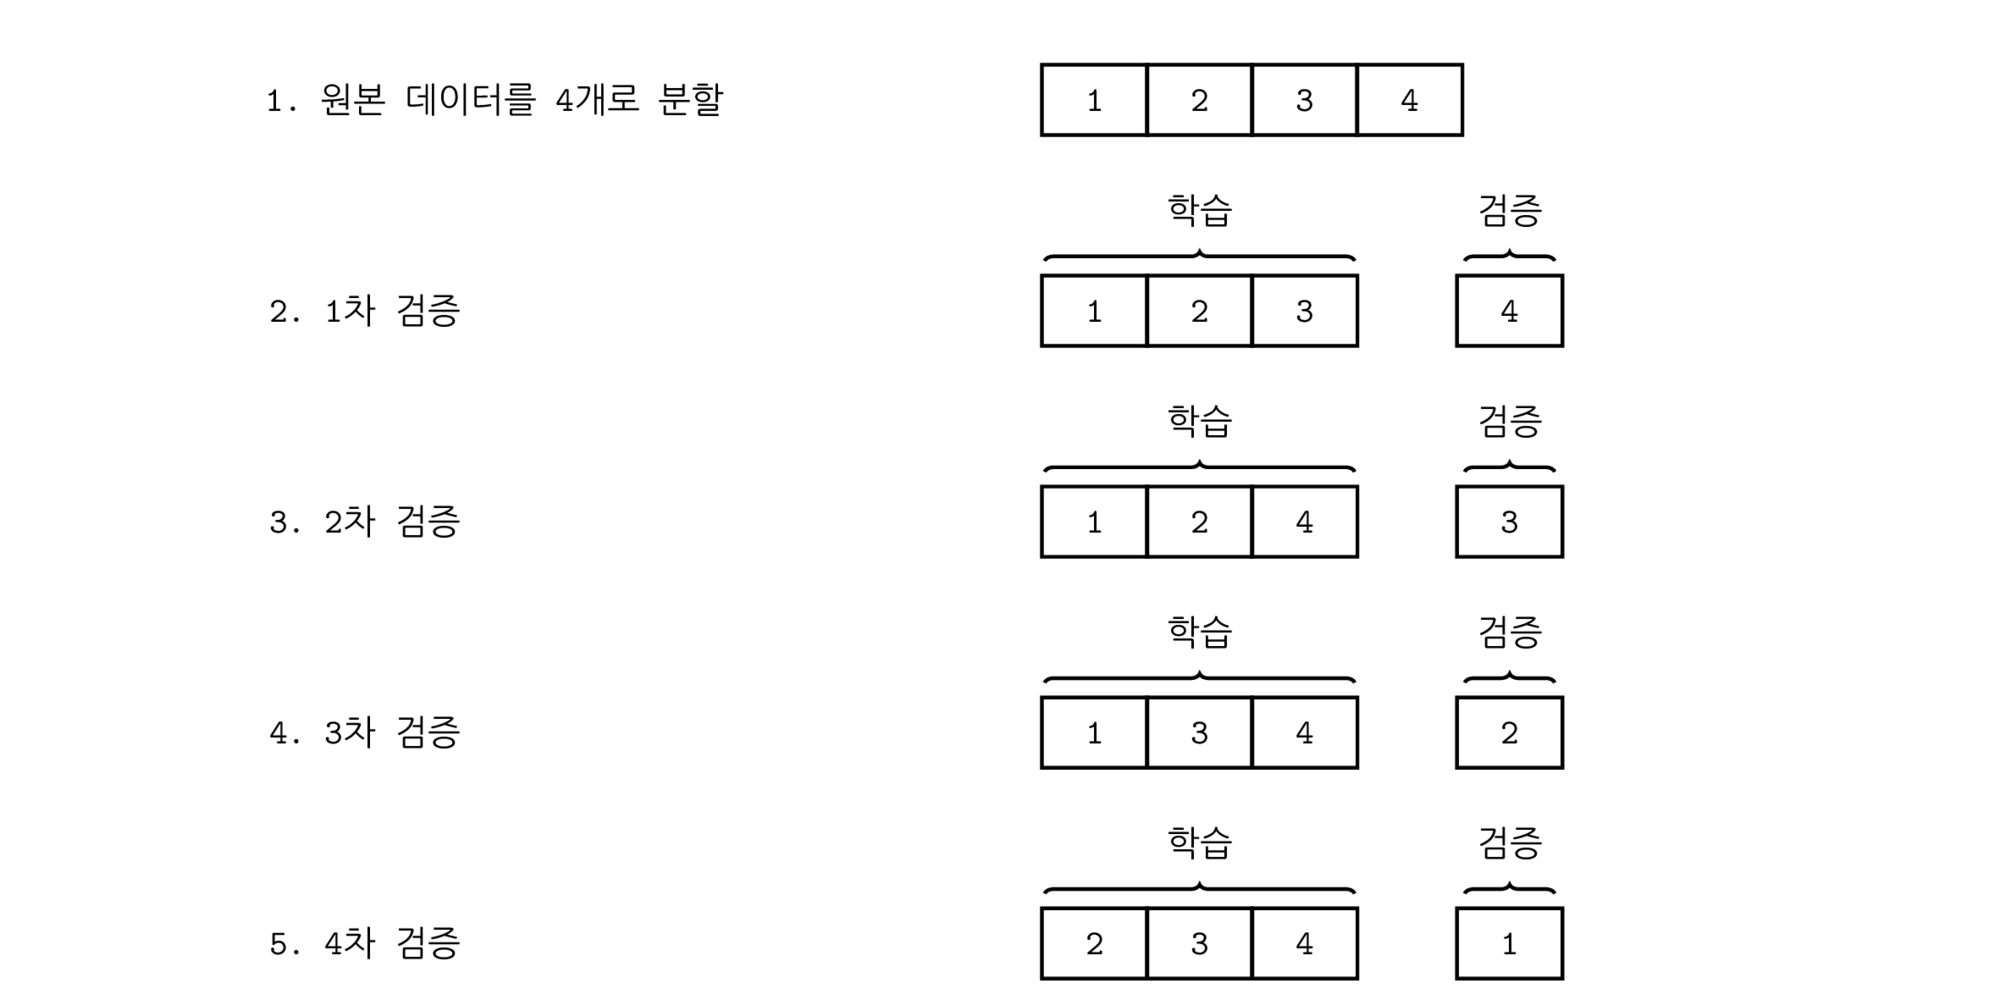 1. 원본 데이터를 4개로 분할 1 2 3 4
학습 검증
2. 1차 검증 1 2 3 4
학습 검증
3. 2차 검증 1 2 4 3
학습 검증
4. 3차 검증 1 3 4 2
학습 검증
5. 4차 검증 2 3 4 1